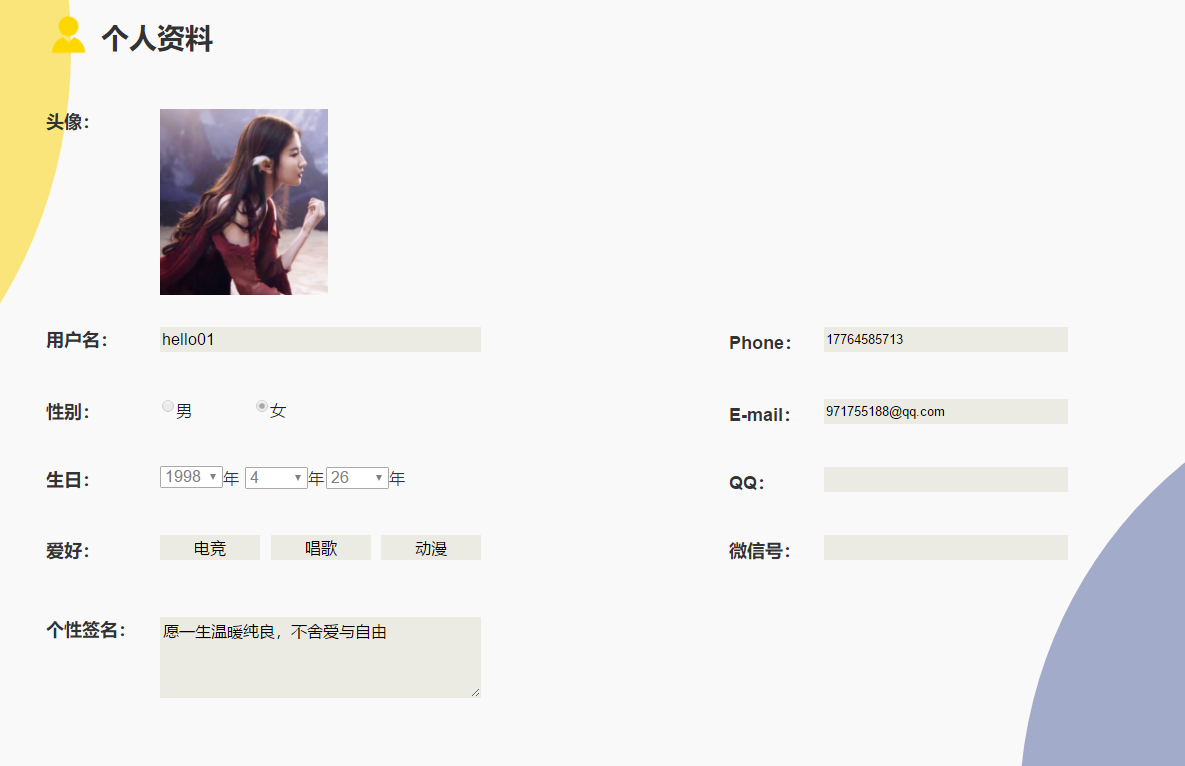 个人资料
头像：
用户名： hello01 Phone： 17764585713
性别： 男 女 E-mail： 971755188@qq.com
生日： 1998 年 4 年 26 年 QQ：
爱好： 电竞 唱歌 动漫 微信号：
个性签名： 愿一生温暖纯良，不舍爱与自由